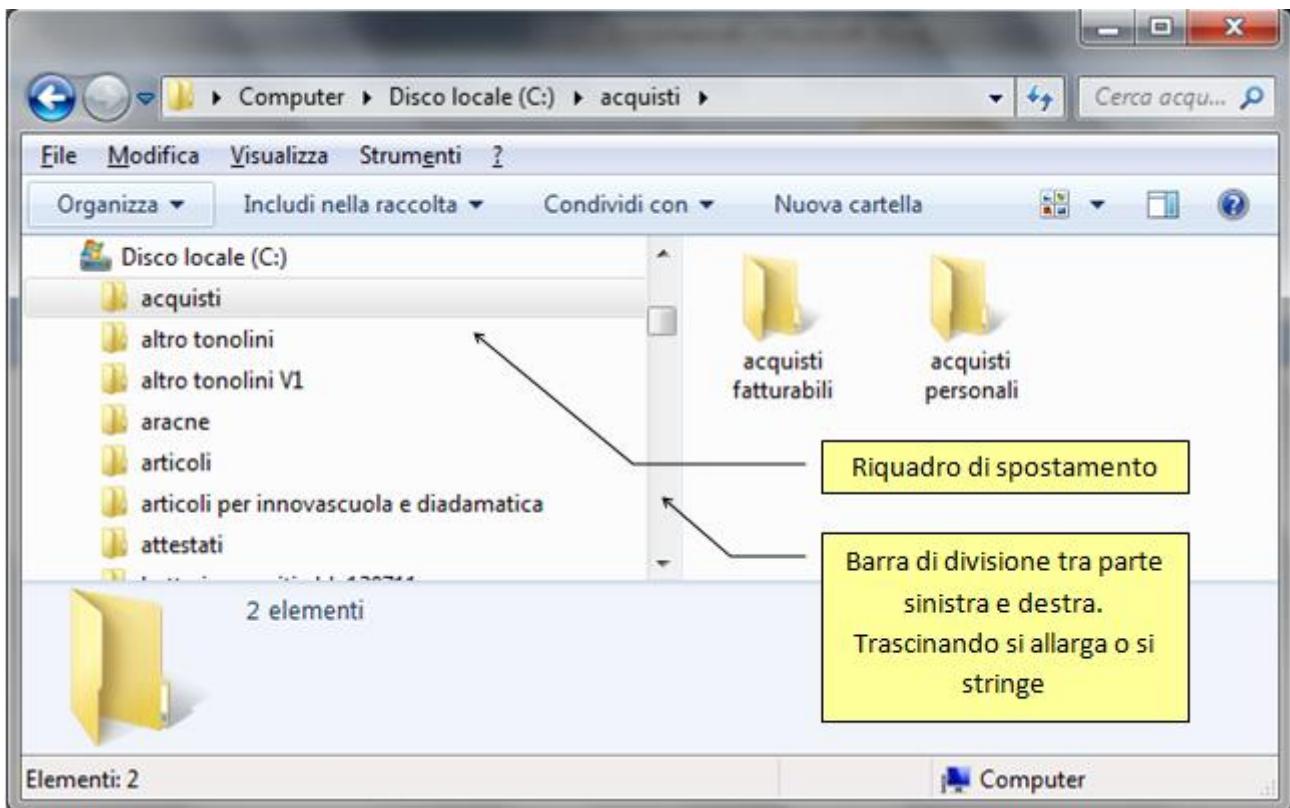 Computer ▸ Disco locale (C:) ▸ acquisti ▸
Cerca acqu...
File Modifica Visualizza Strumenti ?
Organizza Includi nella raccolta Condividi con Nuova cartella
Disco locale (C:)
acquisti
altro tonolini
altro tonolini V1
aracne
articoli
articoli per innovascuola e diadamatica
attestati
acquisti
fatturabili
acquisti
personali
Riquadro di spostamento
Barra di divisione tra parte
sinistra e destra.
Trascinando si allarga o si
stringe
2 elementi
Elementi: 2
Computer